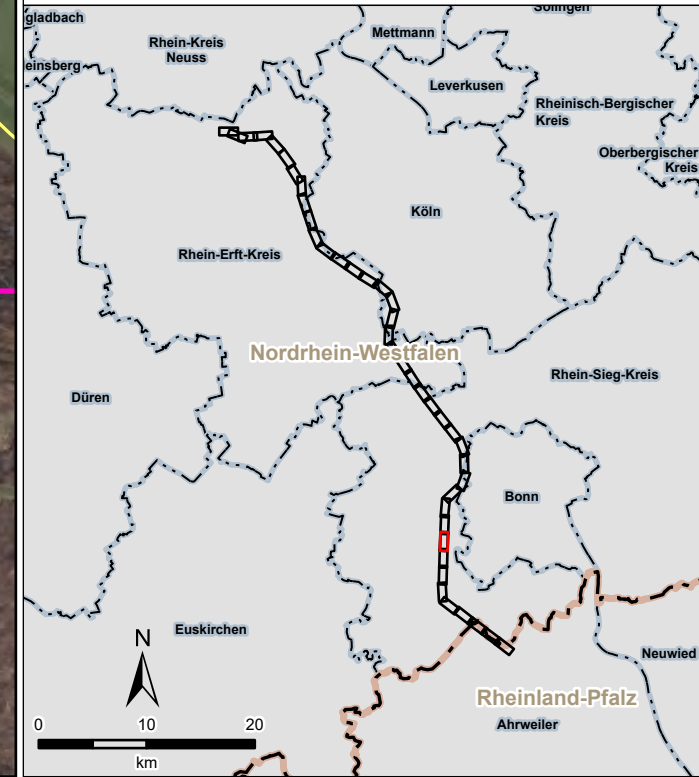 gladbach
Solingen
Mettmann
Rhein-Kreis
Neuss
einsberg
Leverkusen
Rheinisch-Bergischer
Kreis
Oberbergischer
Kreis
Köln
Rhein-Erft-Kreis
Nordrhein-Westfalen
Rhein-Sieg-Kreis
Düren
Bonn
Euskirchen
N
Neuwied
Rheinland-Pfalz
Ahrweiler
0 10 20
km